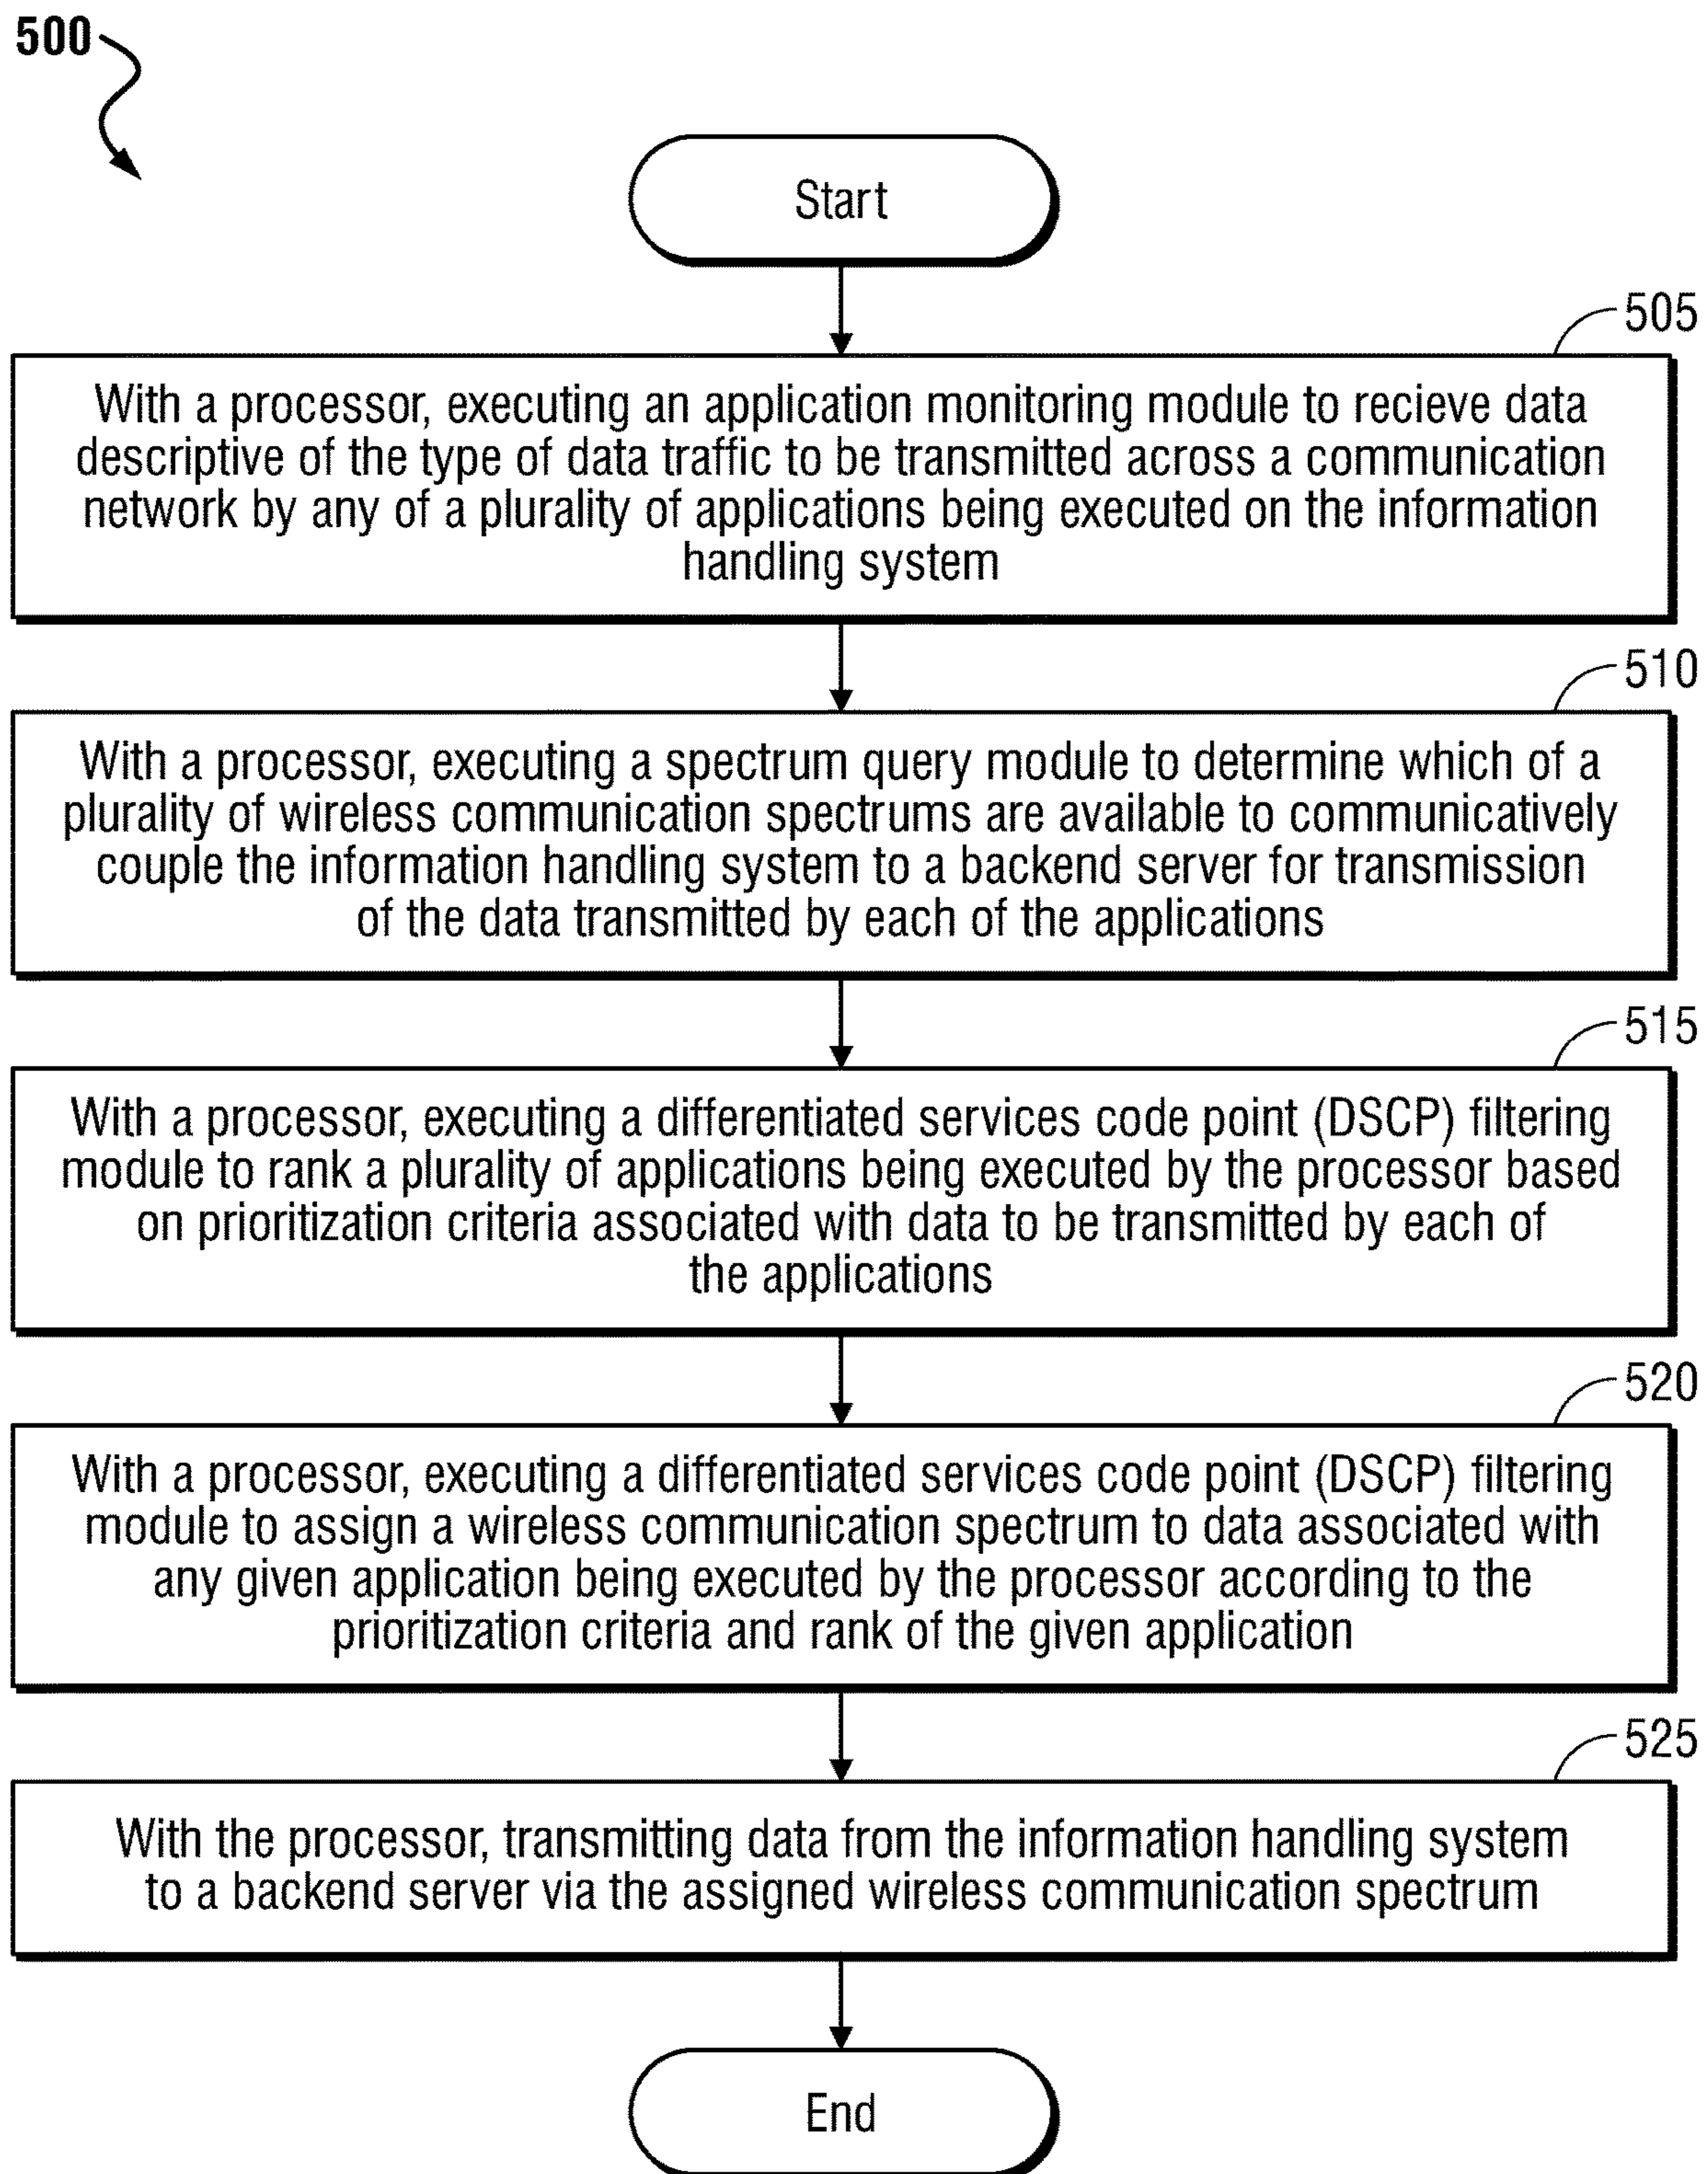 500
Start
505
With a processor, executing an application monitoring module to recieve data
descriptive of the type of data traffic to be transmitted across a communication
network by any of a plurality of applications being executed on the information
handling system
510
With a processor, executing a spectrum query module to determine which of a
plurality of wireless communication spectrums are available to communicatively
couple the information handling system to a backend server for transmission
of the data transmitted by each of the applications
515
With a processor, executing a differentiated services code point (DSCP) filtering
module to rank a plurality of applications being executed by the processor based
on prioritization criteria associated with data to be transmitted by each of
the applications
520
With a processor, executing a differentiated services code point (DSCP) filtering
module to assign a wireless communication spectrum to data associated with
any given application being executed by the processor according to the
prioritization criteria and rank of the given application
525
With the processor, transmitting data from the information handling system
to a backend server via the assigned wireless communication spectrum
End